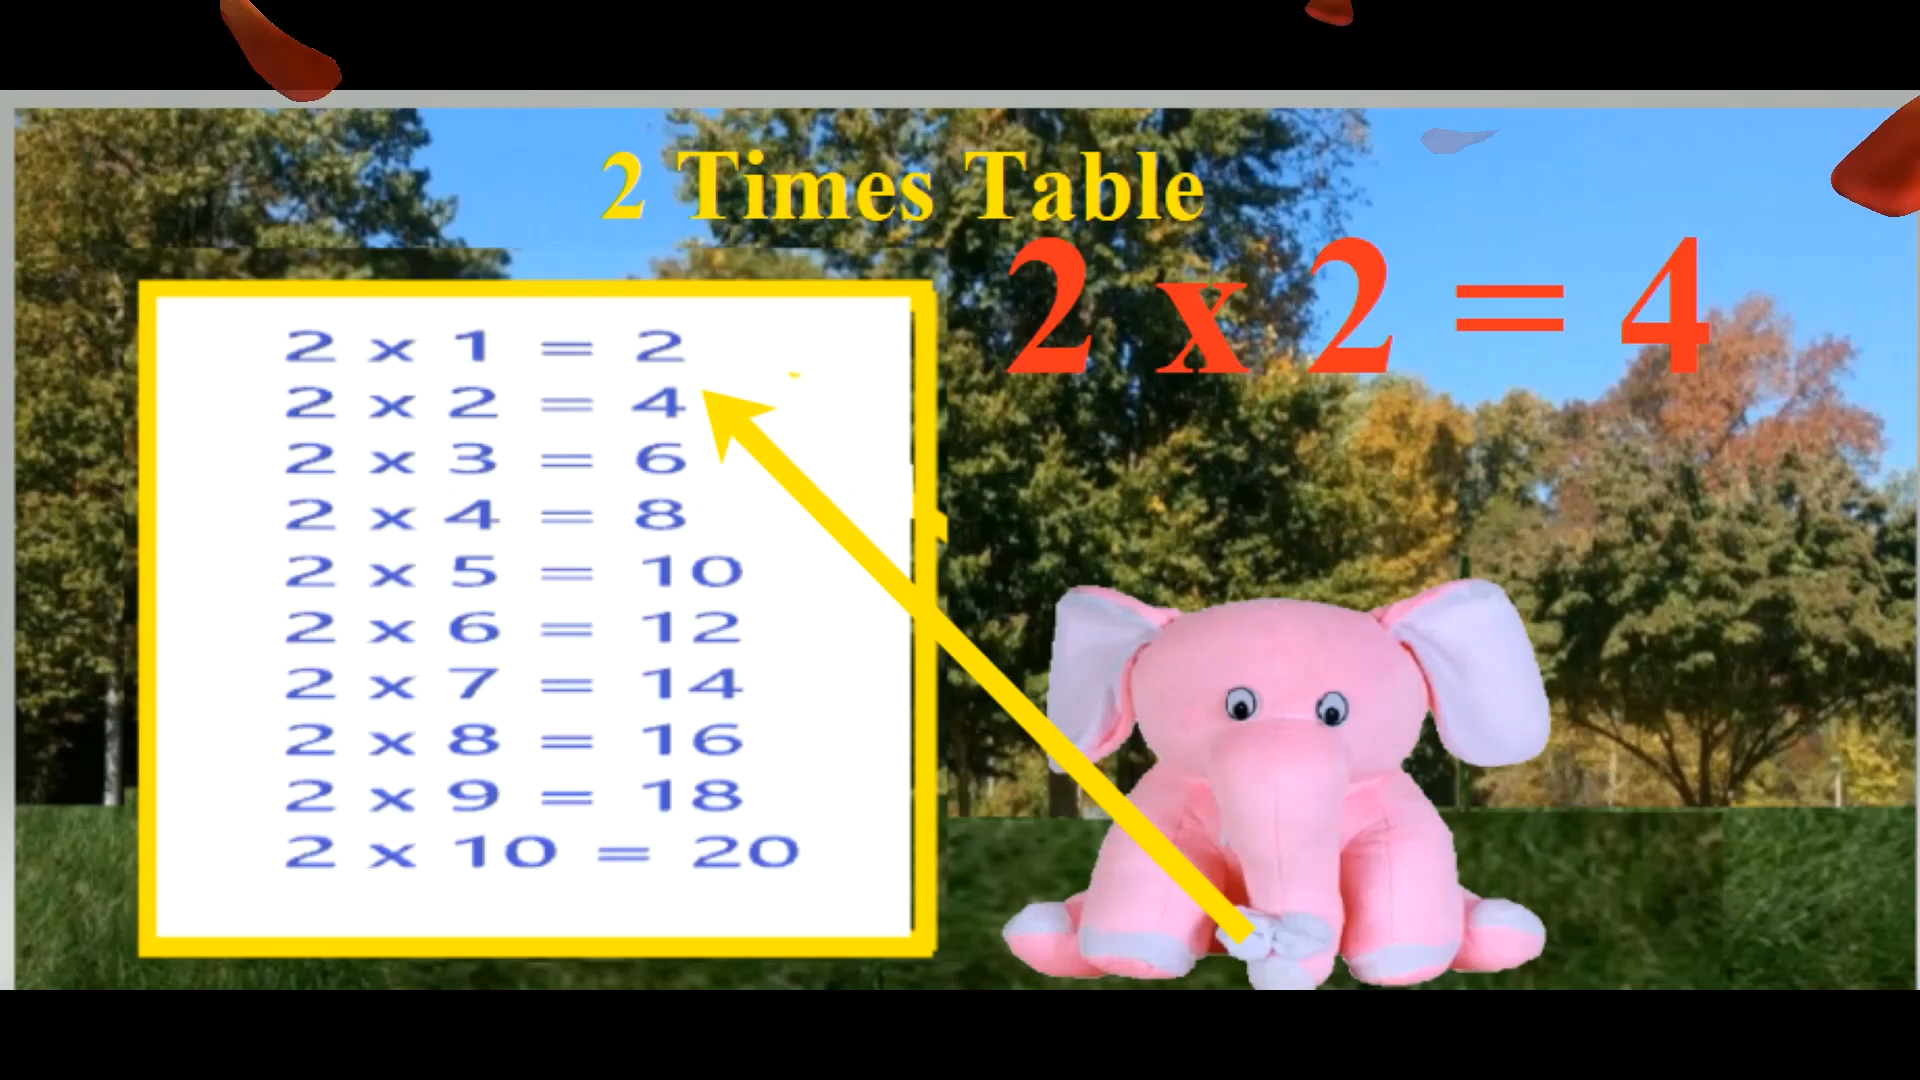 2 Times Table
2 x 2 = 4
2 x 1 = 2
2 x 2 = 4
2 x 3 = 6
2 x 4 = 8
2 x 5 = 10
2 x 6 = 12
2 x 7 = 14
2 x 8 = 16
2 x 9 = 18
2 x 10 = 20